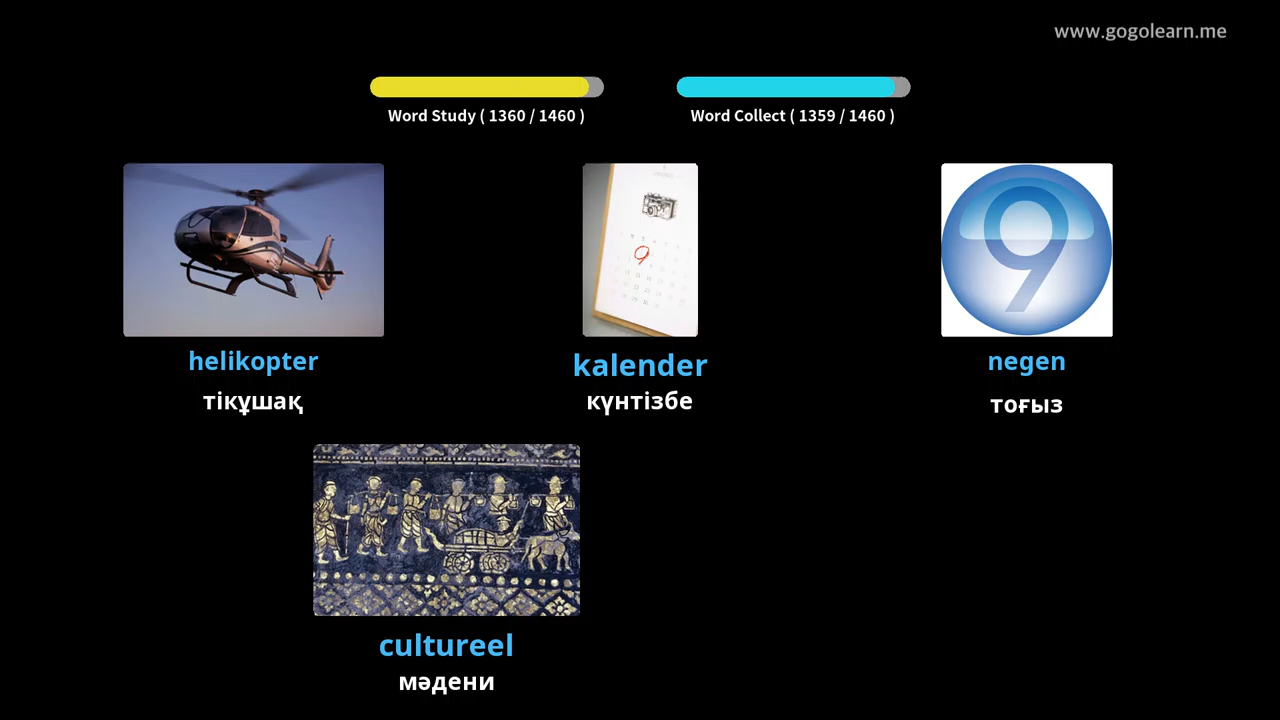 www.gogolearn.me
Word Study ( 1360 / 1460 )
Word Collect ( 1359 / 1460 )
9
helikopter
kalender
negen
тікұшақ
күнтізбе
тоғыз
cultureel
мәдени